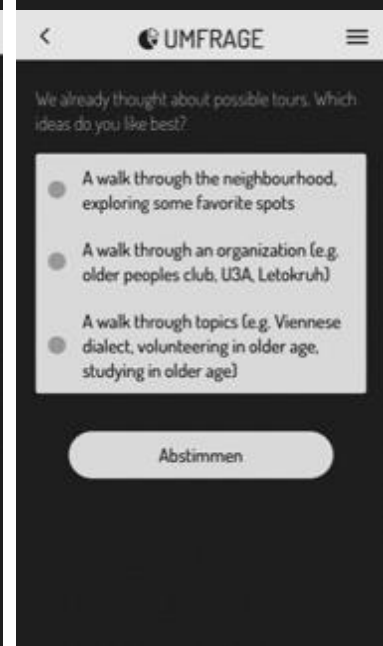 UMFRAGE
We already thought about possible tours. Which
ideas do you like best?
A walk through the neighbourhood,
exploring some favorite spots
A walk through an organization (e.g.
older peoples club, U3A, Letokruh)
A walk through topics (e.g. Viennese
dialect, volunteering in older age,
studying in older age)
Abstimmen